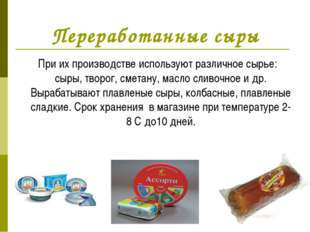 Переработанные сыры
При их производстве используют различное сырье:
сыры, творог, сметану, масло сливочное и др.
Вырабатывают плавленые сыры, колбасные, плавленые
сладкие. Срок хранения в магазине при температуре 2-
8 С до10 дней.
Ассорти